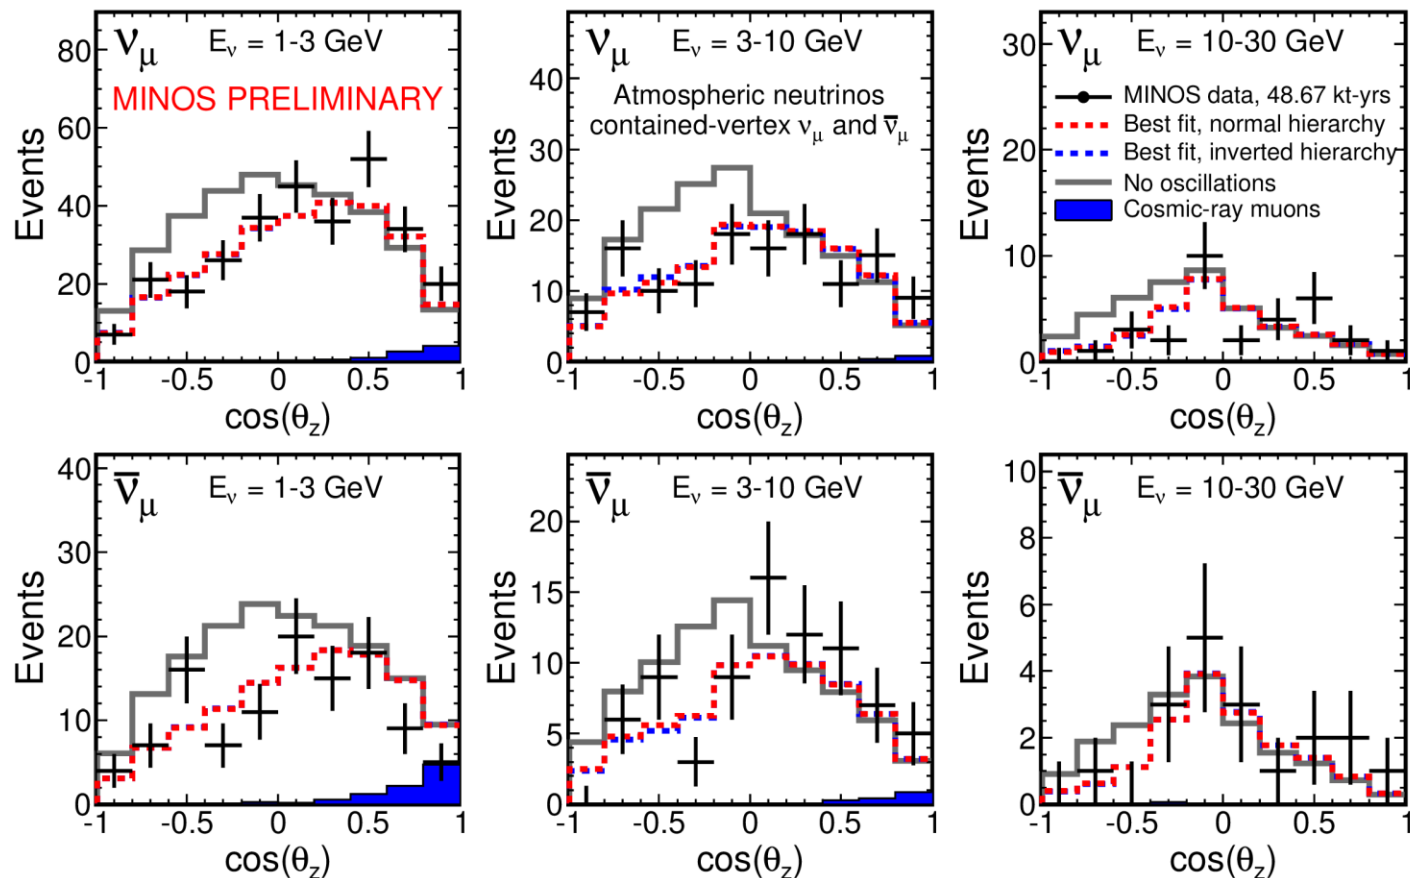 ν_μ E_ν = 1-3 GeV
MINOS PRELIMINARY
Events
80
60
40
20
0
-1 -0.5 0 0.5 1
cos(θ_z)
ν_μ E_ν = 3-10 GeV
Atmospheric neutrinos
contained-vertex ν_μ and ν̅_μ
Events
40
30
20
10
0
-1 -0.5 0 0.5 1
cos(θ_z)
ν_μ E_ν = 10-30 GeV
MINOS data, 48.67 kt-yrs
Best fit, normal hierarchy
Best fit, inverted hierarchy
No oscillations
Cosmic-ray muons
Events
30
20
10
0
-1 -0.5 0 0.5 1
cos(θ_z)
ν̅_μ E_ν = 1-3 GeV
Events
40
30
20
10
0
-1 -0.5 0 0.5 1
cos(θ_z)
ν̅_μ E_ν = 3-10 GeV
Events
20
15
10
5
0
-1 -0.5 0 0.5 1
cos(θ_z)
ν̅_μ E_ν = 10-30 GeV
Events
10
8
6
4
2
0
-1 -0.5 0 0.5 1
cos(θ_z)